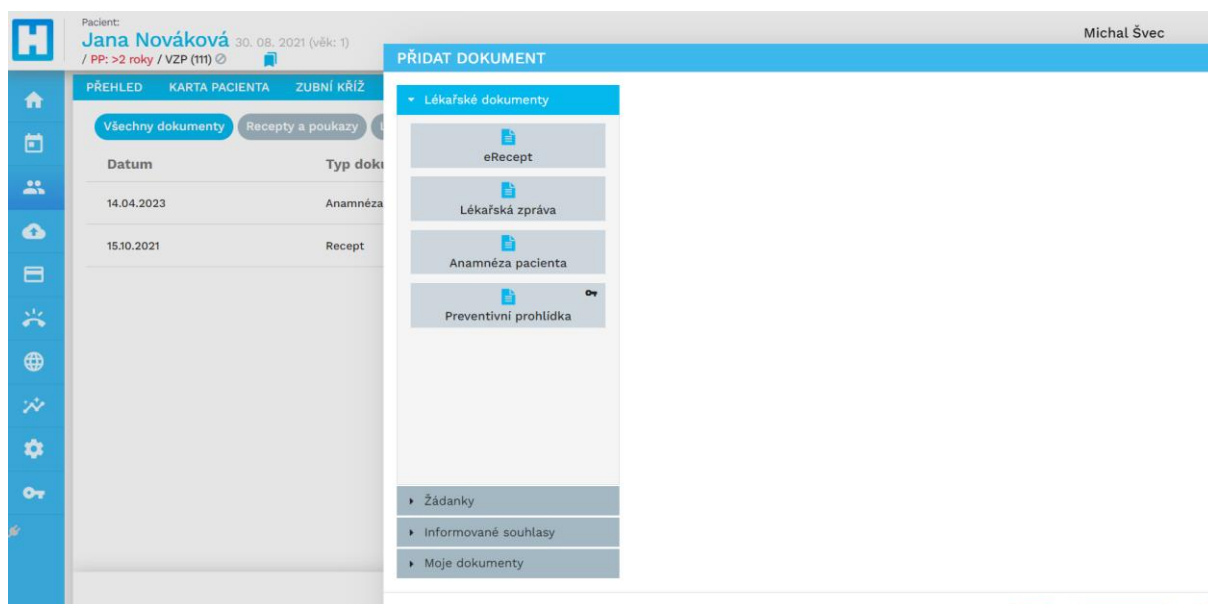 Pacient:
Jana Nováková 30. 08. 2021 (věk: 1)
/ PP: >2 roky / VZP (111)
Michal Švec
PŘIDAT DOKUMENT
PŘEHLED KARTA PACIENTA ZUBNÍ KŘÍŽ
Všechny dokumenty Recepty a poukazy
Datum Typ doku
14.04.2023 Anamnéza
15.10.2021 Recept
Lékařské dokumenty
eRecept
Lékařská zpráva
Anamnéza pacienta
Preventivní prohlídka
Žádanky
Informované souhlasy
Moje dokumenty